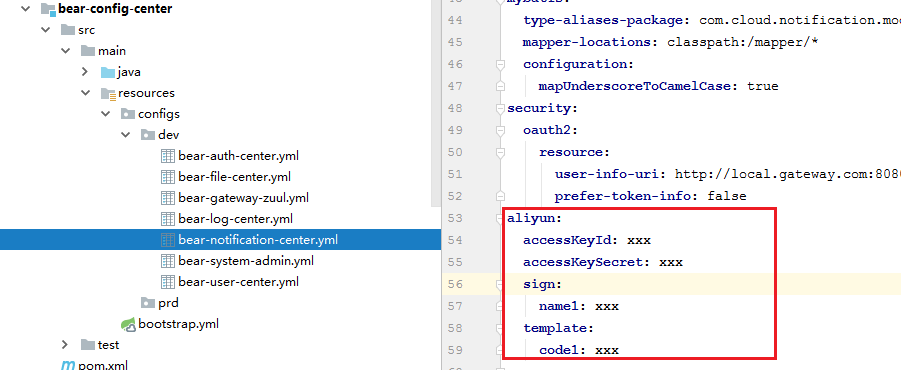 bear-config-center
src
main
java
resources
configs
dev
bear-auth-center.yml
bear-file-center.yml
bear-gateway-zuul.yml
bear-log-center.yml
bear-notification-center.yml
bear-system-admin.yml
bear-user-center.yml
prd
bootstrap.yml
test
pom.xml
44 type-aliases-package: com.cloud.notification.mod
45 mapper-locations: classpath:/mapper/*
46 configuration:
47 mapUnderscoreToCamelCase: true
48 security:
49 oauth2:
50 resource:
51 user-info-uri: http://local.gateway.com:8080
52 prefer-token-info: false
53 aliyun:
54 accessKeyId: xxx
55 accessKeySecret: xxx
56 sign:
57 name1: xxx
58 template:
59 code1: xxx